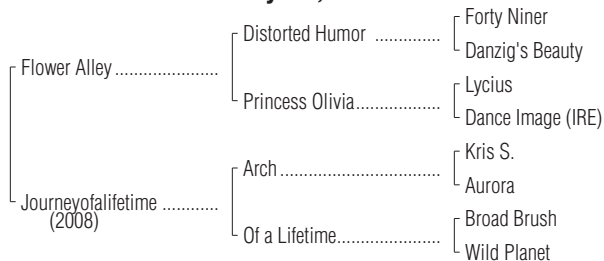 Forty Niner
Distorted Humor ..............
Danzig's Beauty
Flower Alley .....................
Lycius
Princess Olivia.................
Dance Image (IRE)
Kris S.
Arch ................................
Aurora
Journeyofalifetime ...........
(2008)
Broad Brush
Of a Lifetime.....................
Wild Planet